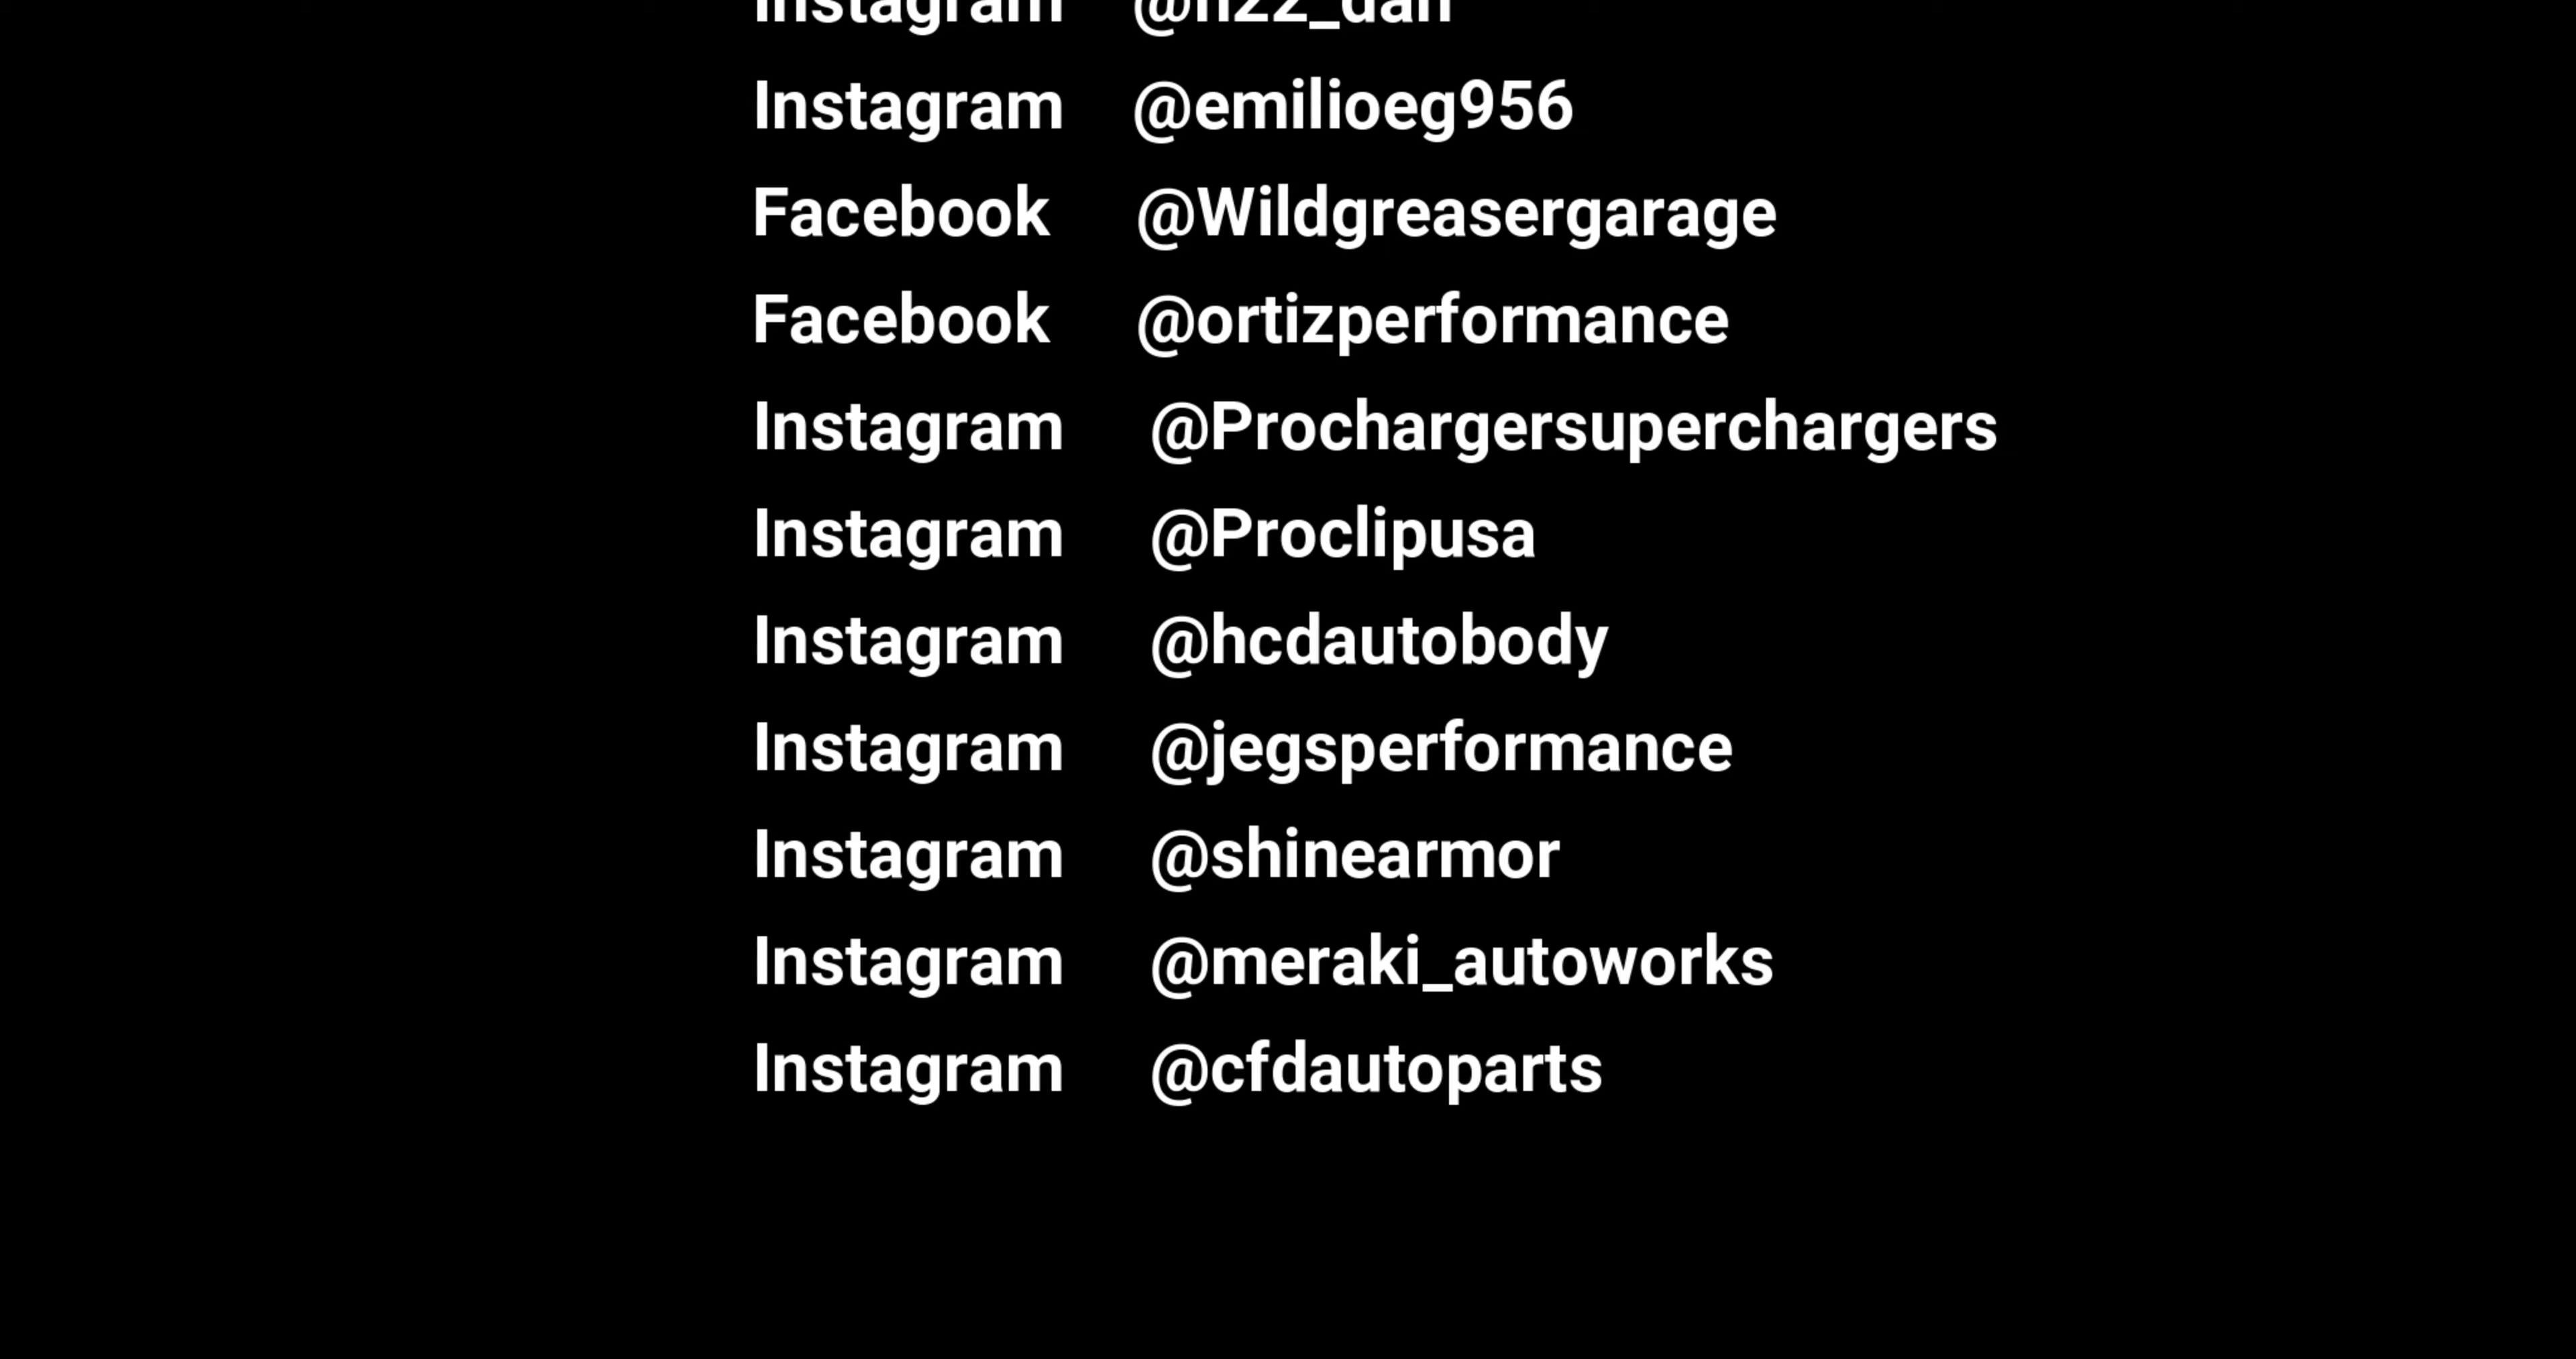 Instagram
Instagram @emilioeg956
Facebook @Wildgreasergarage
Facebook @ortizperformance
Instagram @Prochargersuperchargers
Instagram @Proclipusa
Instagram @hcdautobody
Instagram @jegsperformance
Instagram @shinearmor
Instagram @meraki_autoworks
Instagram @cfdautoparts